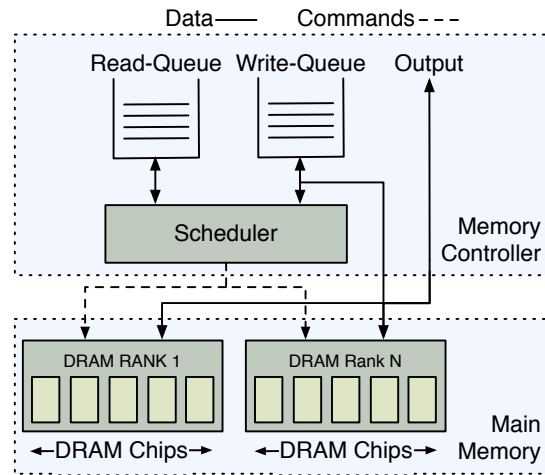 Data Commands
Read-Queue Write-Queue Output
Scheduler
Memory
Controller
DRAM RANK 1 DRAM Rank N
DRAM Chips DRAM Chips
Main
Memory